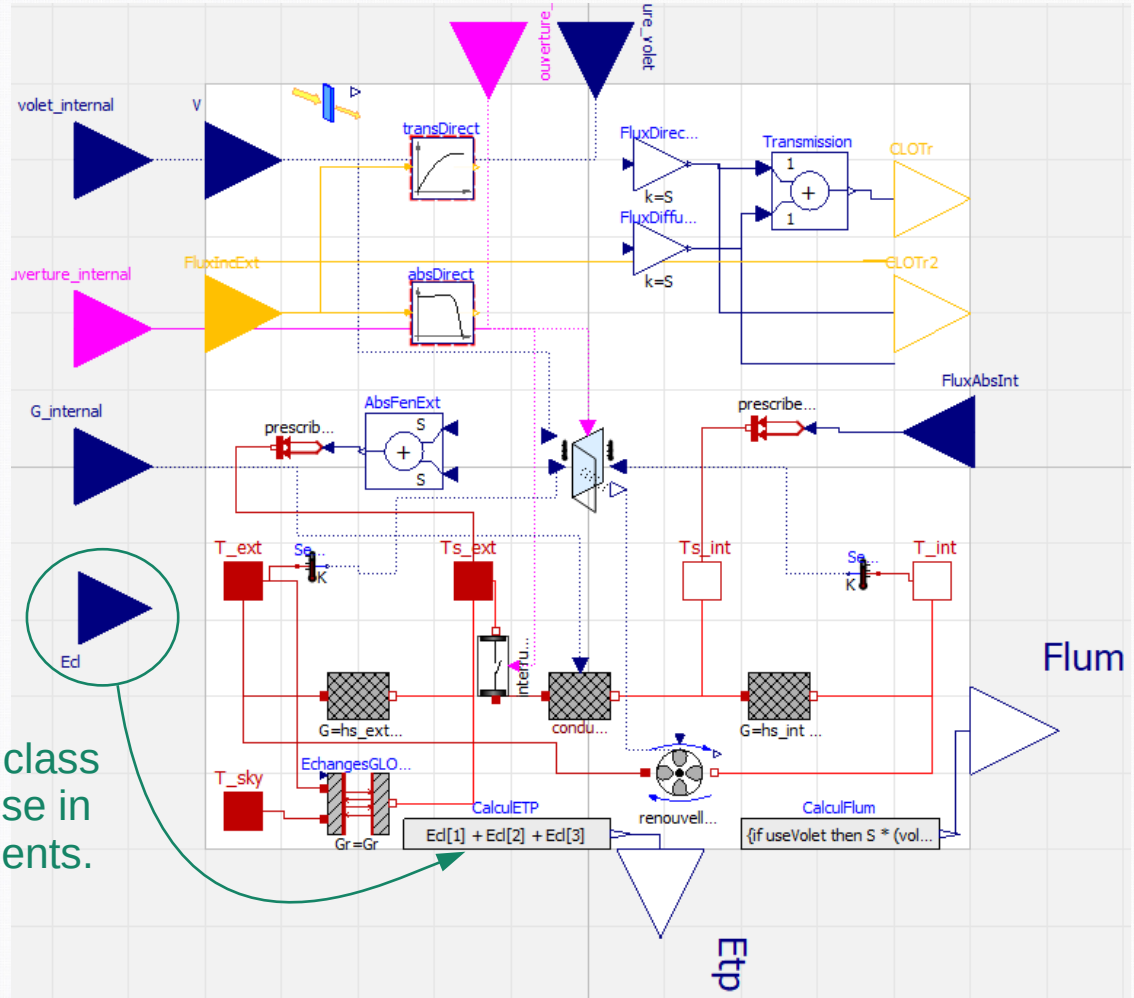 ouverture_
ure_volet
volet_internal
V
transDirect
FluxDirec...
Transmission
CLOTr
1
+
1
k=S
FluxDiffu...
k=S
uverture_internal
FluxIncExt
absDirect
CLOTr2
G_internal
AbsFenExt
prescrib...
S
+
S
prescribe...
FluxAbsInt
T_ext
Se...
K
Ts_ext
Ts_int
Se...
K
T_int
Ecl
interru...
Flum
G=hs_ext...
condu...
G=hs_int ...
class
se in
ents.
T_sky
EchangesGLO...
Gr=Gr
CalculETP
Ecl[1] + Ecl[2] + Ecl[3]
renouvell...
CalculFlum
{if useVolet then S * (vol...
Etp